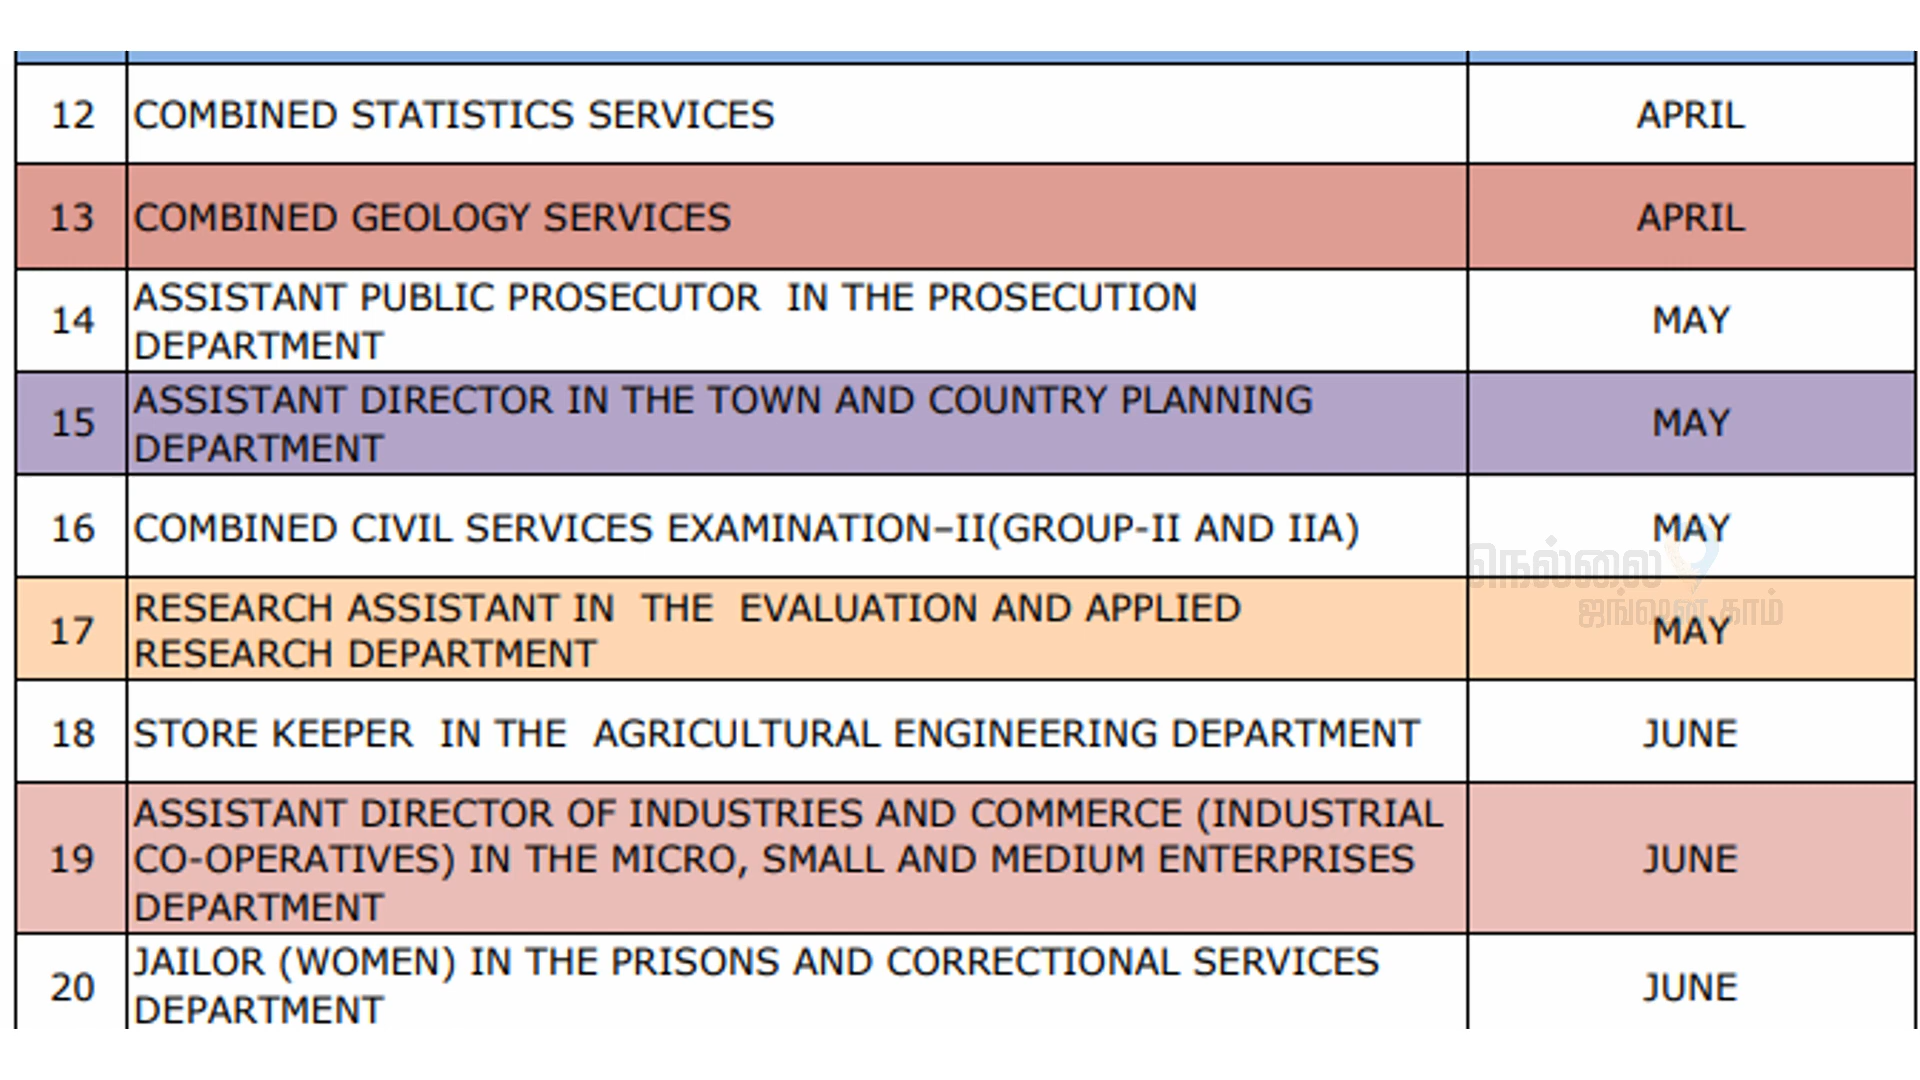 12 COMBINED STATISTICS SERVICES APRIL
13 COMBINED GEOLOGY SERVICES APRIL
14 ASSISTANT PUBLIC PROSECUTOR IN THE PROSECUTION
DEPARTMENT MAY
15 ASSISTANT DIRECTOR IN THE TOWN AND COUNTRY PLANNING
DEPARTMENT MAY
16 COMBINED CIVIL SERVICES EXAMINATION–II(GROUP-II AND IIA) MAY
நெல்லை
ஜங்ஷன்.காம்
17 RESEARCH ASSISTANT IN THE EVALUATION AND APPLIED
RESEARCH DEPARTMENT MAY
18 STORE KEEPER IN THE AGRICULTURAL ENGINEERING DEPARTMENT JUNE
19 ASSISTANT DIRECTOR OF INDUSTRIES AND COMMERCE (INDUSTRIAL
CO-OPERATIVES) IN THE MICRO, SMALL AND MEDIUM ENTERPRISES
DEPARTMENT JUNE
20 JAILOR (WOMEN) IN THE PRISONS AND CORRECTIONAL SERVICES
DEPARTMENT JUNE